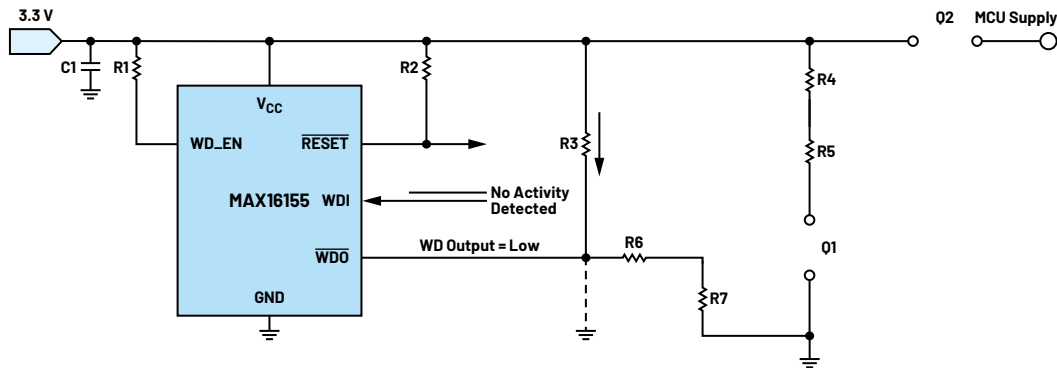 3.3 V
Q2
MCU Supply
C1
R1
R2
R4
VCC
WD_EN
RESET
R3
R5
MAX16155
WDI
No Activity
Detected
WDO
WD Output = Low
R6
Q1
R7
GND